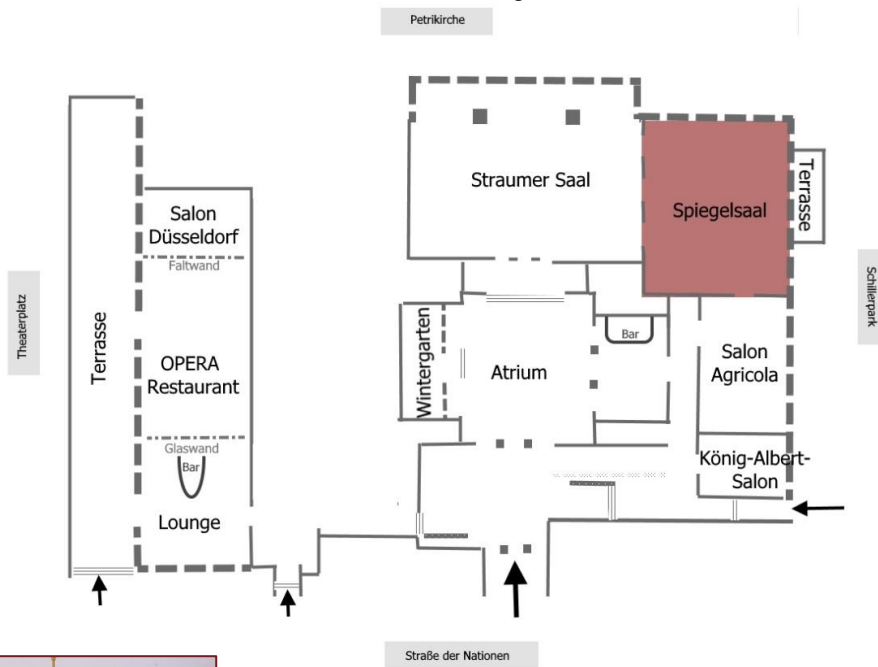 Petrikirche
Straumer Saal
Spiegelsaal
Terrasse
Salon
Düsseldorf
Faltwand
Theaterplatz
Terrasse
OPERA
Restaurant
Wintergarten
Atrium
Bar
Salon
Agricola
Schillerpark
Glaswand
Bar
Lounge
König-Albert-
Salon
Straße der Nationen